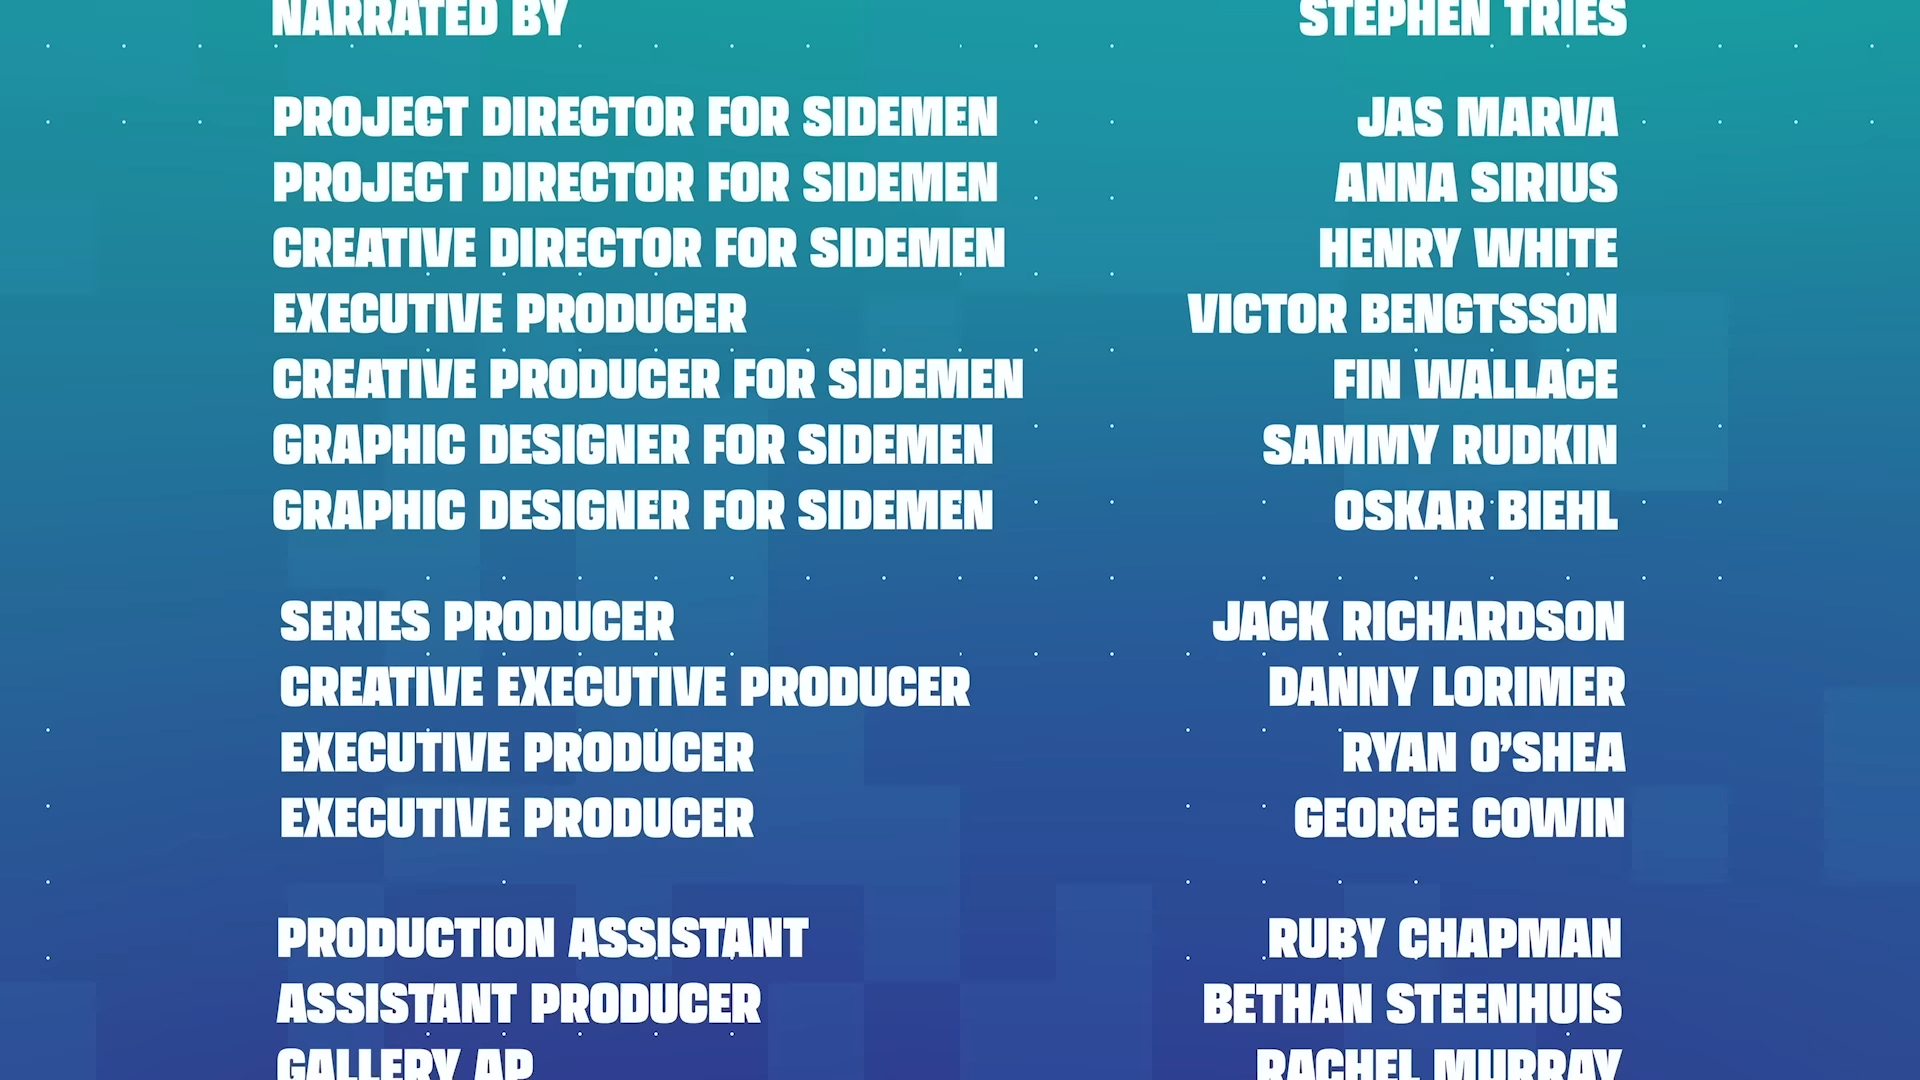 NARRATED BY STEPHEN TRIES
PROJECT DIRECTOR FOR SIDEMEN JAS MARVA
PROJECT DIRECTOR FOR SIDEMEN ANNA SIRIUS
CREATIVE DIRECTOR FOR SIDEMEN HENRY WHITE
EXECUTIVE PRODUCER VICTOR BENGTSSON
CREATIVE PRODUCER FOR SIDEMEN FIN WALLACE
GRAPHIC DESIGNER FOR SIDEMEN SAMMY RUDKIN
GRAPHIC DESIGNER FOR SIDEMEN OSKAR BIEHL
SERIES PRODUCER JACK RICHARDSON
CREATIVE EXECUTIVE PRODUCER DANNY LORIMER
EXECUTIVE PRODUCER RYAN O'SHEA
EXECUTIVE PRODUCER GEORGE COWIN
PRODUCTION ASSISTANT RUBY CHAPMAN
ASSISTANT PRODUCER BETHAN STEENHUIS
GALLERY AP RACHEL MURRAY